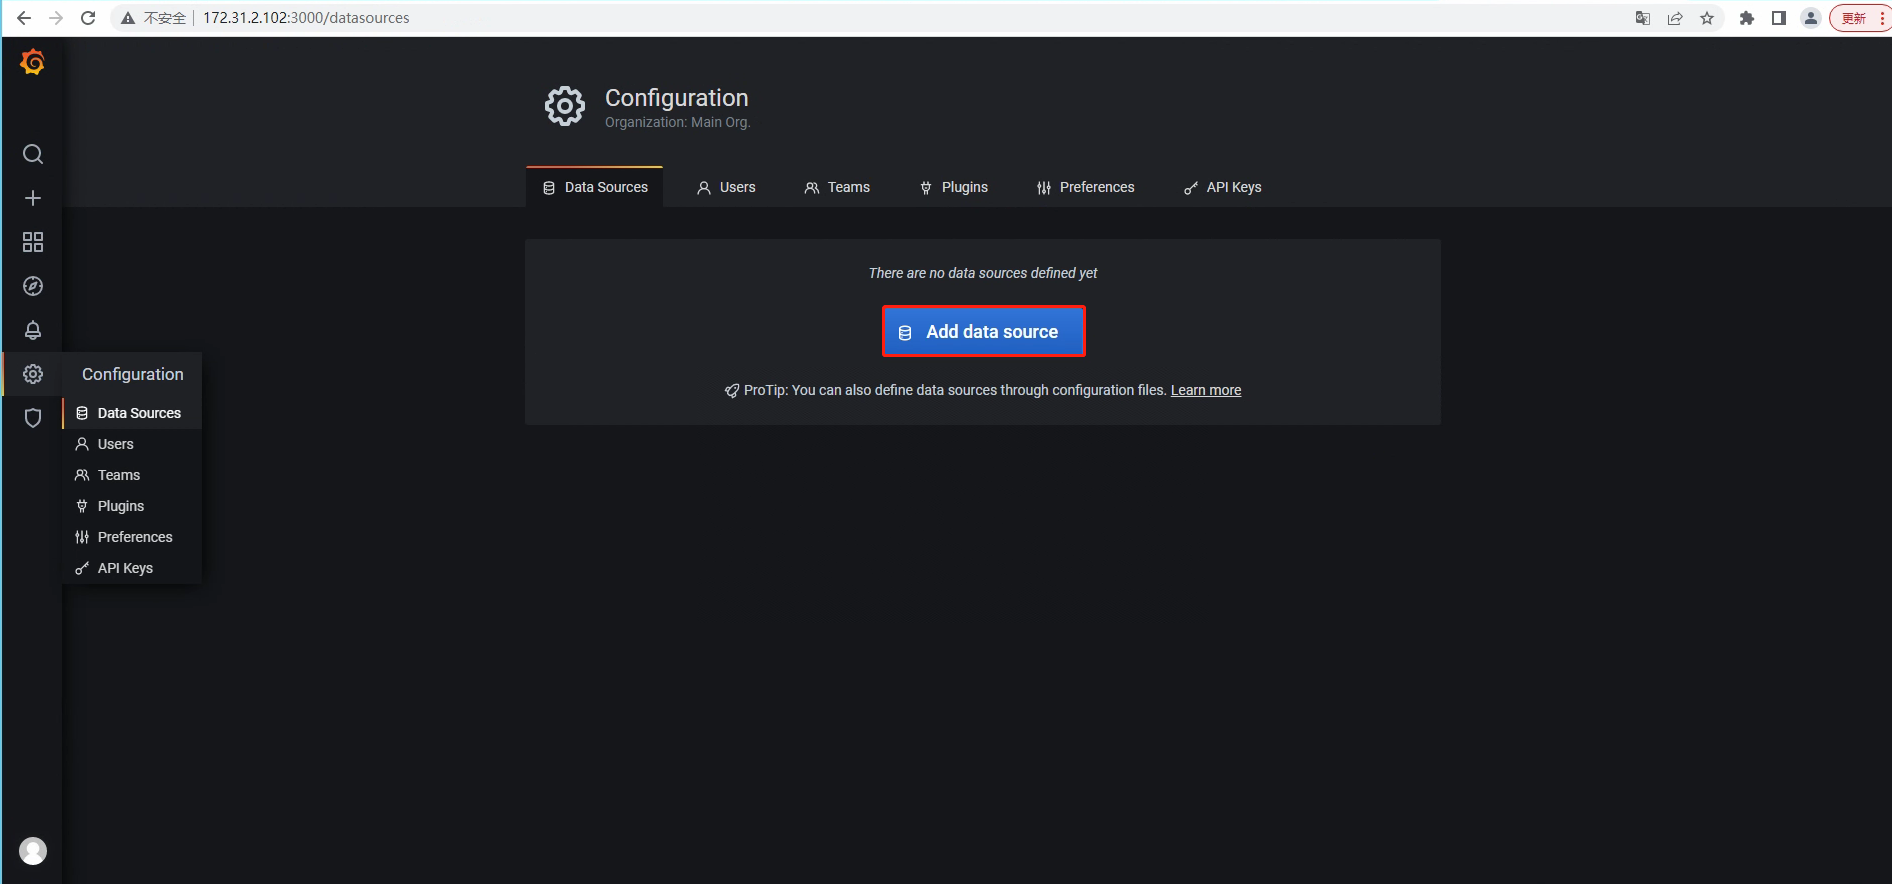 不安全 172.31.2.102:3000/datasources 更新
Configuration
Organization: Main Org.
Data Sources Users Teams Plugins Preferences API Keys
There are no data sources defined yet
Add data source
ProTip: You can also define data sources through configuration files. Learn more
Configuration
Data Sources
Users
Teams
Plugins
Preferences
API Keys